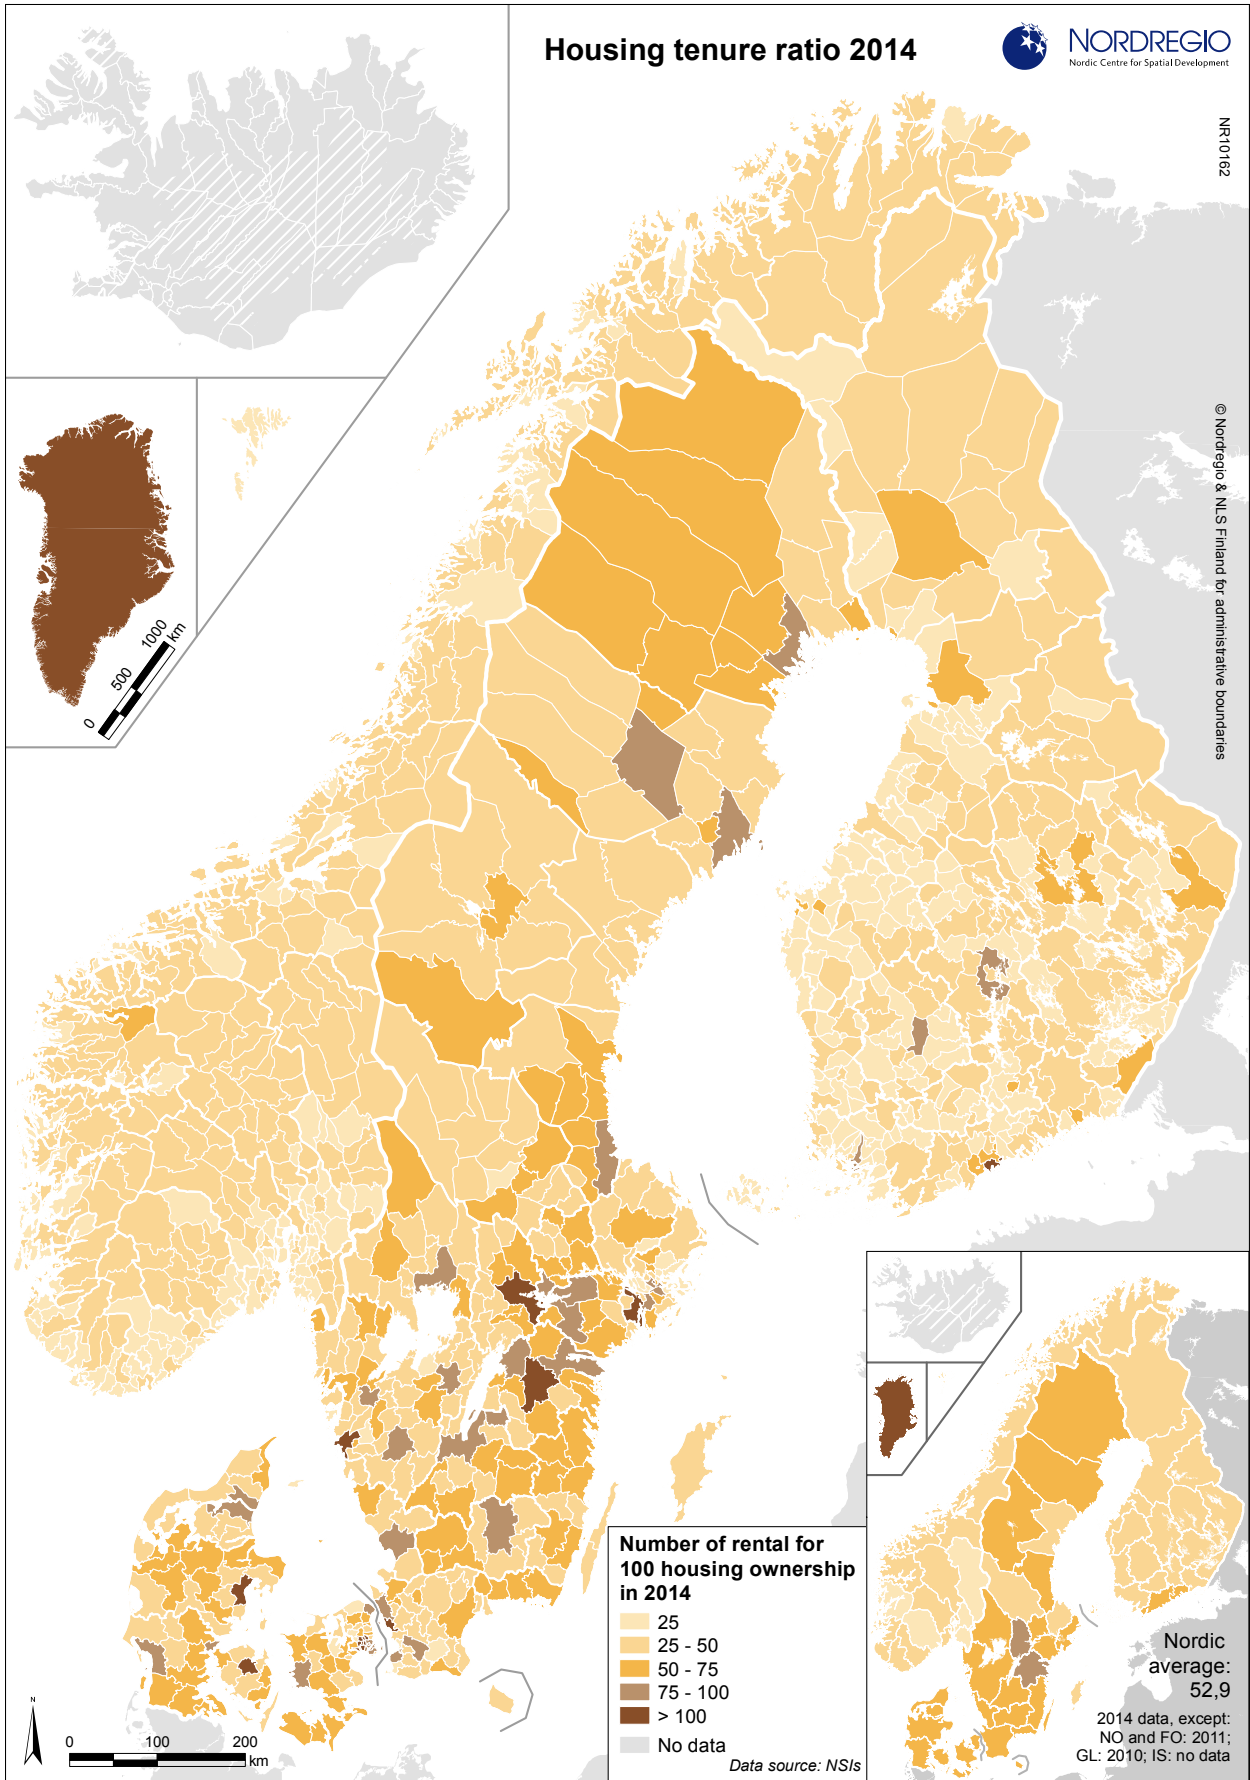 Housing tenure ratio 2014
NORDREGIO
Nordic Centre for Spatial Development
NR10162
© Nordregio & NLS Finland for administrative boundaries
0 500 1000
km
Number of rental for
100 housing ownership
in 2014
25
25 - 50
50 - 75
75 - 100
> 100
No data
Data source: NSIs
Nordic
average:
52,9
2014 data, except:
NO and FO: 2011;
GL: 2010; IS: no data
N
0 100 200
km